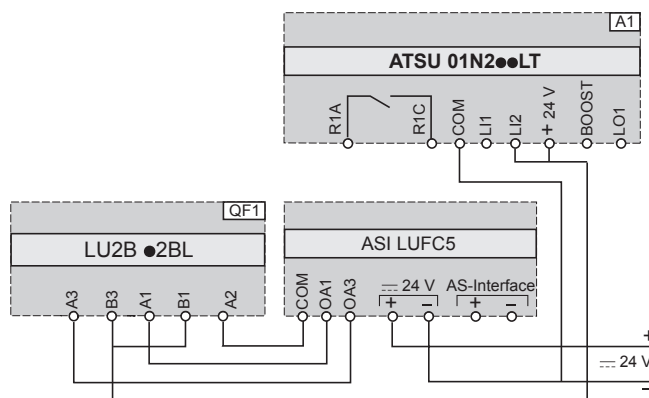 A1
ATSU 01N2●●LT
R1A R1C COM LI1 LI2 + 24 V BOOST LO1
QF1
LU2B ●2BL
ASI LUFC5
A3 B3 A1 B1 A2
COM OA1 OA3
⎓ 24 V AS-Interface
+ – + –
+
⎓ 24 V
–